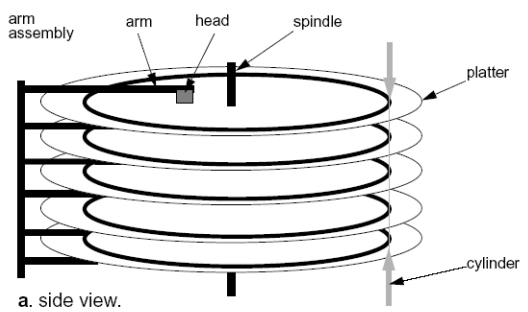 arm
assembly
arm
head
spindle
platter
cylinder
a. side view.